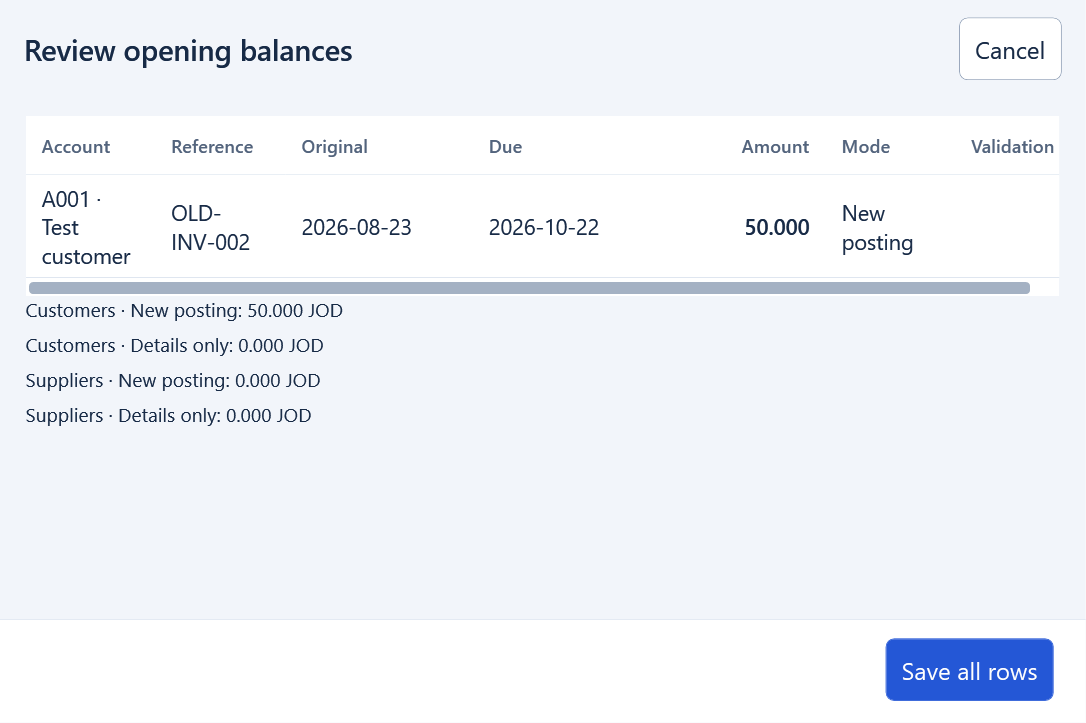 Review opening balances
Cancel
Account Reference Original Due Amount Mode Validation
A001 ·
Test
customer
OLD-
INV-002
2026-08-23
2026-10-22
50.000
New
posting
Customers · New posting: 50.000 JOD
Customers · Details only: 0.000 JOD
Suppliers · New posting: 0.000 JOD
Suppliers · Details only: 0.000 JOD
Save all rows